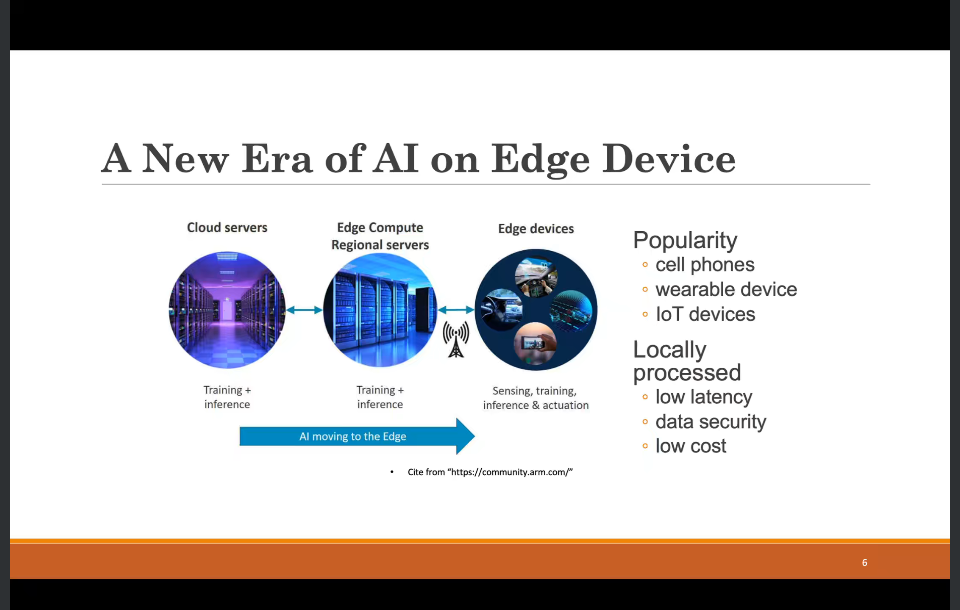 A New Era of AI on Edge Device
Cloud servers
Edge Compute
Regional servers
Edge devices
Training +
inference
Training +
inference
Sensing, training,
inference & actuation
AI moving to the Edge
• Cite from “https://community.arm.com/”
Popularity
◦ cell phones
◦ wearable device
◦ IoT devices
Locally
processed
◦ low latency
◦ data security
◦ low cost
6